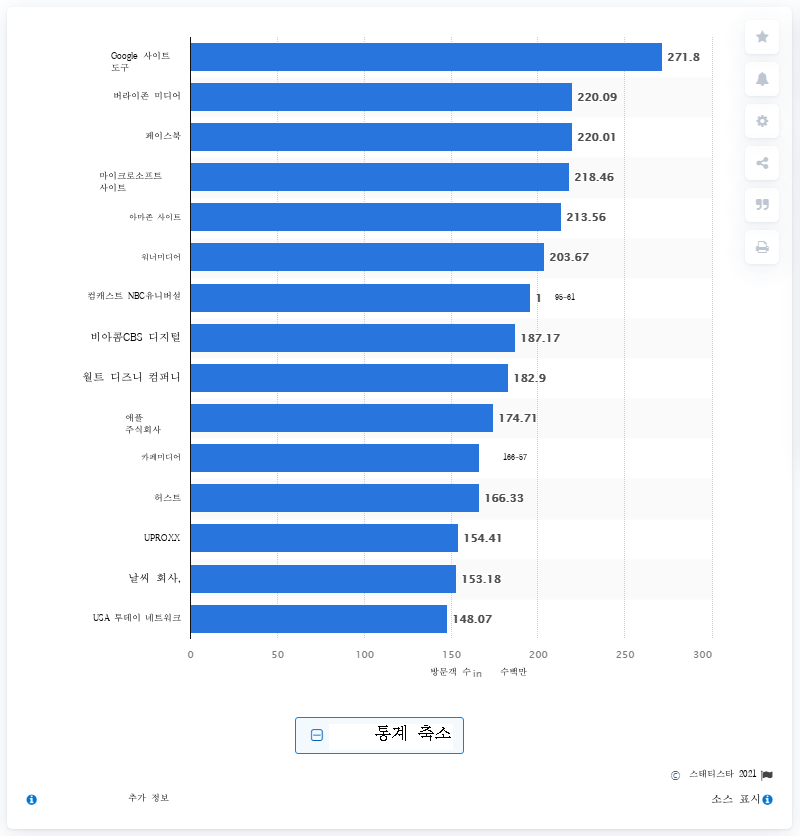 Google 사이트
도구
271.8
버라이존 미디어
220.09
페이스북
220.01
마이크로소프트
사이트
218.46
아마존 사이트
213.56
워너미디어
203.67
컴캐스트 NBC유니버설
1 95-61
비아콤CBS 디지털
187.17
월트 디즈니 컴퍼니
182.9
애플
주식회사
174.71
카페미디어
166-57
허스트
166.33
UPROXX
154.41
날씨 회사,
153.18
USA 투데이 네트워크
148.07
0 50 100 150 200 250 300
방문객 수 in 수백만
통계 축소
© 스태티스타 2021
추가 정보
소스 표시